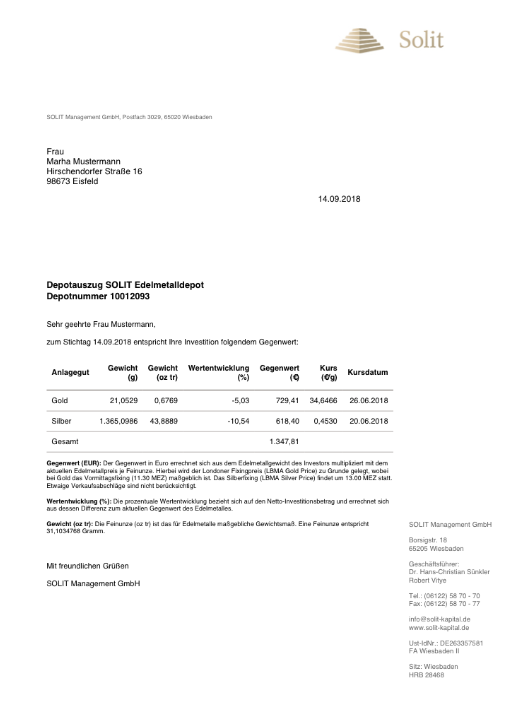 Solit
SOLIT Management GmbH, Postfach 3029, 65020 Wiesbaden
Frau
Marha Mustermann
Hirschendorfer Straße 16
98673 Eisfeld
14.09.2018
Depotauszug SOLIT Edelmetalldepot
Depotnummer 10012093
Sehr geehrte Frau Mustermann,
zum Stichtag 14.09.2018 entspricht Ihre Investition folgendem Gegenwert:
Anlagegut Gewicht (g) Gewicht (oz tr) Wertentwicklung (%) Gegenwert (€) Kurs (€/g) Kursdatum
Gold 21,0529 0,6769 -5,03 729,41 34,6466 26.06.2018
Silber 1.365,0986 43,8889 -10,54 618,40 0,4530 20.06.2018
Gesamt 1.347,81
Gegenwert (EUR): Der Gegenwert in Euro errechnet sich aus dem Edelmetallgewicht des Investors multipliziert mit dem
aktuellen Edelmetallpreis je Feinunze. Hierbei wird der Londoner Fixingpreis (LBMA Gold Price) zu Grunde gelegt, wobei
bei Gold das Vormittagsfixing (11.30 MEZ) maßgeblich ist. Das Silberfixing (LBMA Silver Price) findet um 13.00 MEZ statt.
Etwaige Verkaufsabschläge sind nicht berücksichtigt.
Wertentwicklung (%): Die prozentuale Wertentwicklung bezieht sich auf den Netto-Investitionsbetrag und errechnet sich
aus dessen Differenz zum aktuellen Gegenwert des Edelmetalles.
Gewicht (oz tr): Die Feinunze (oz tr) ist das für Edelmetalle maßgebliche Gewichtsmaß. Eine Feinunze entspricht
31,1034768 Gramm.
Mit freundlichen Grüßen
SOLIT Management GmbH
SOLIT Management GmbH
Borsigstr. 18
65205 Wiesbaden
Geschäftsführer:
Dr. Hans-Christian Sünkler
Robert Vitye
Tel.: (06122) 58 70 - 70
Fax: (06122) 58 70 - 77
info@solit-kapital.de
www.solit-kapital.de
Ust-IdNr.: DE263357581
FA Wiesbaden II
Sitz: Wiesbaden
HRB 28468